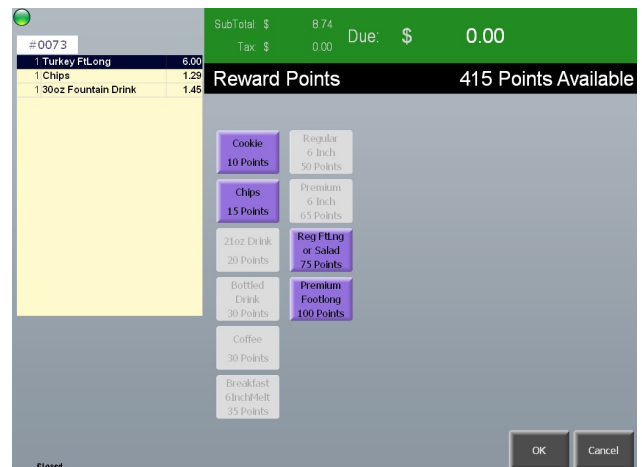 SubTotal: $ 8.74
Tax: $ 0.00
Due: $ 0.00
#0073
1 Turkey FtLong 6.00
1 Chips 1.29
1 30oz Fountain Drink 1.45
Reward Points 415 Points Available
Cookie
10 Points
Regular
6 Inch
50 Points
Chips
15 Points
Premium
6 Inch
65 Points
21oz Drink
20 Points
Reg FtLng
or Salad
75 Points
Bottled
Drink
30 Points
Premium
Footlong
100 Points
Coffee
30 Points
Breakfast
6InchMelt
35 Points
OK
Cancel
Closed